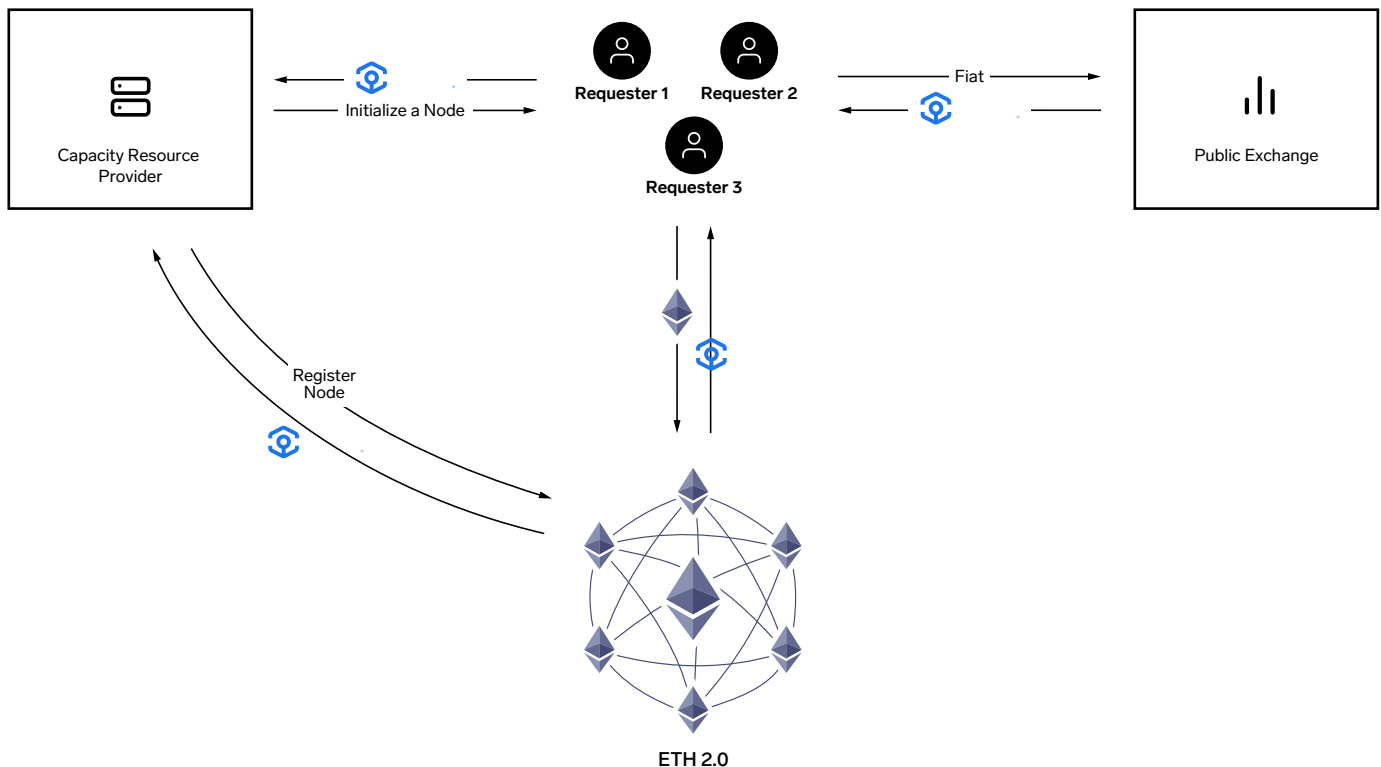 Requester 1
Requester 2
Requester 3
Fiat
Initialize a Node
Capacity Resource
Provider
Public Exchange
Register
Node
ETH 2.0